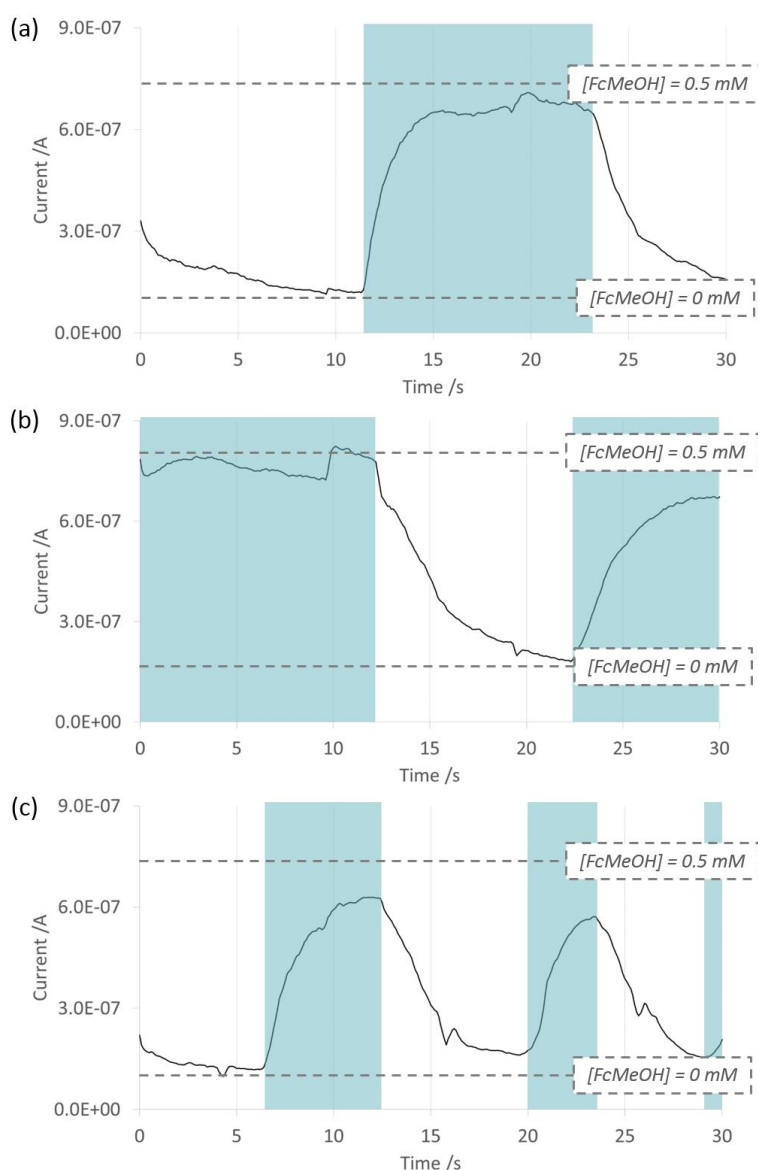 (a)
9.0E-07
6.0E-07
3.0E-07
0.0E+00
Current /A
[FcMeOH] = 0.5 mM
[FcMeOH] = 0 mM
0 5 10 15 20 25 30
Time /s
(b)
9.0E-07
6.0E-07
3.0E-07
0.0E+00
Current /A
[FcMeOH] = 0.5 mM
[FcMeOH] = 0 mM
0 5 10 15 20 25 30
Time /s
(c)
9.0E-07
6.0E-07
3.0E-07
0.0E+00
Current /A
[FcMeOH] = 0.5 mM
[FcMeOH] = 0 mM
0 5 10 15 20 25 30
Time /s